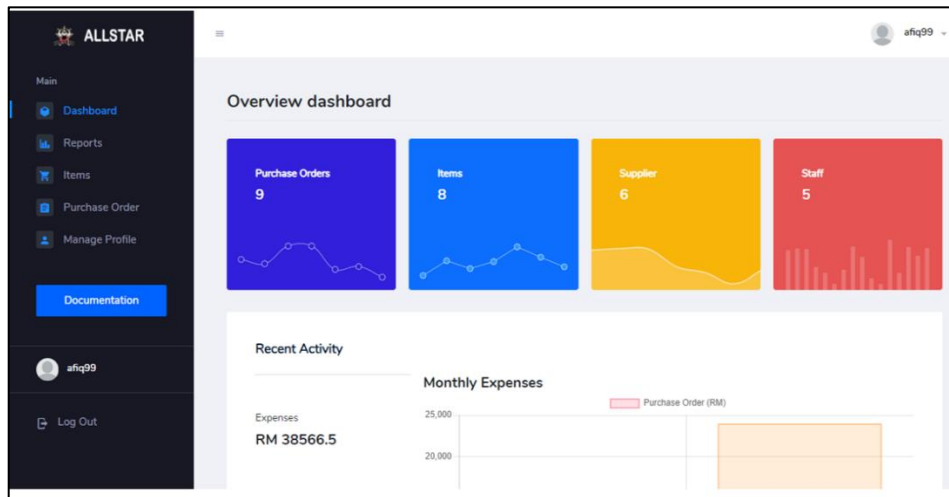 ALLSTAR
afiq99
Main
Dashboard
Reports
Items
Purchase Order
Manage Profile
Documentation
afiq99
Log Out
Overview dashboard
Purchase Orders
9
Items
8
Supplier
6
Staff
5
Recent Activity
Expenses
RM 38566.5
Monthly Expenses
Purchase Order (RM)
25,000
20,000